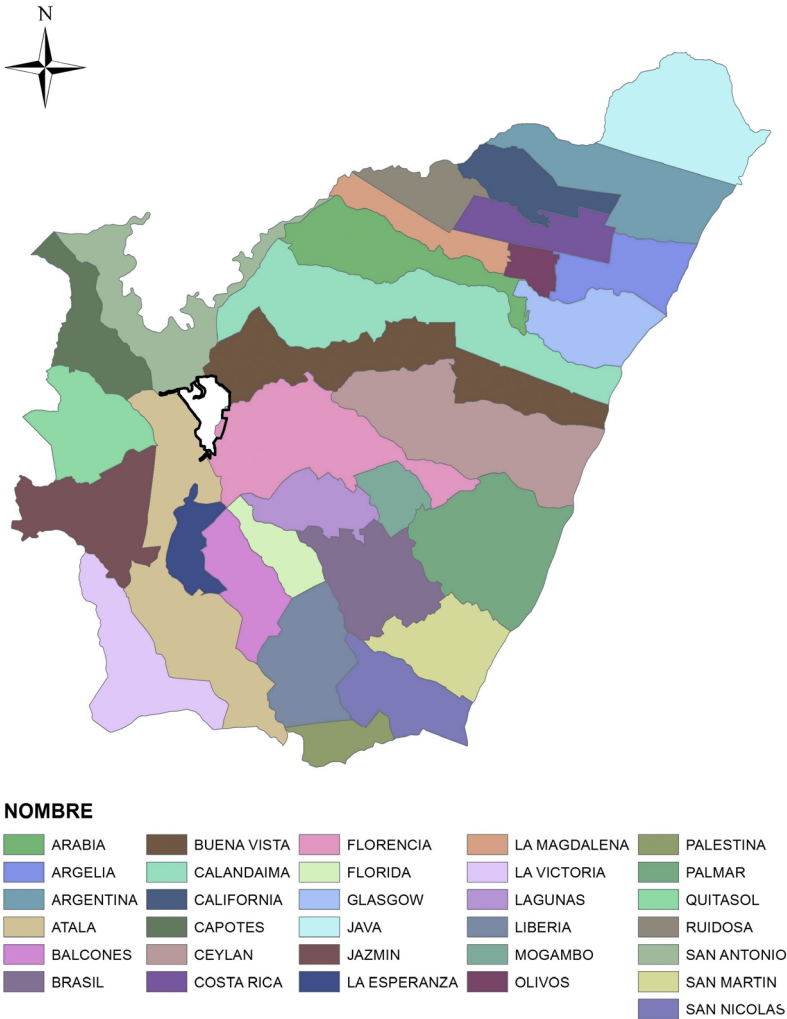 N
NOMBRE
ARABIA BUENA VISTA FLORENCIA LA MAGDALENA PALESTINA
ARGELIA CALANDAIMA FLORIDA LA VICTORIA PALMAR
ARGENTINA CALIFORNIA GLASGOW LAGUNAS QUITASOL
ATALA CAPOTES JAVA LIBERIA RUIDOSA
BALCONES CEYLAN JAZMIN MOGAMBO SAN ANTONIO
BRASIL COSTA RICA LA ESPERANZA OLIVOS SAN MARTIN
SAN NICOLAS